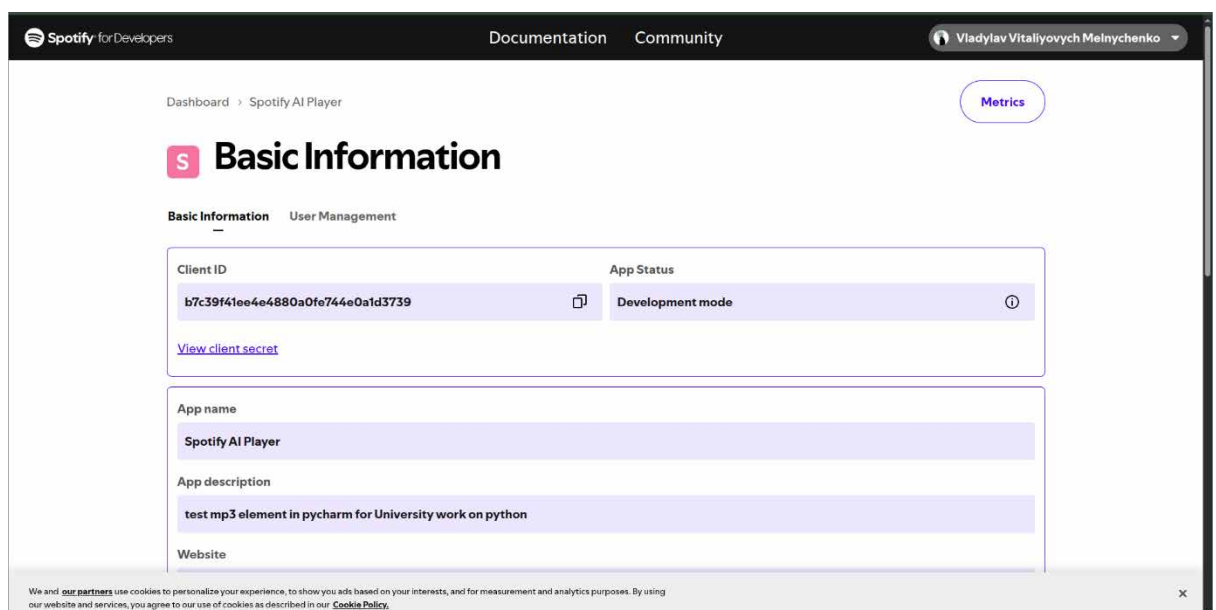 Spotify for Developers
Documentation
Community
Vladylav Vitaliyovych Melnychenko
Dashboard > Spotify AI Player
Metrics
S
Basic Information
Basic Information
User Management
Client ID
App Status
b7c39f41ee4e4880a0fe744e0a1d3739
Development mode
View client secret
App name
Spotify AI Player
App description
test mp3 element in pycharm for University work on python
Website
We and our partners use cookies to personalize your experience, to show you ads based on your interests, and for measurement and analytics purposes. By using
our website and services, you agree to our use of cookies as described in our Cookie Policy.